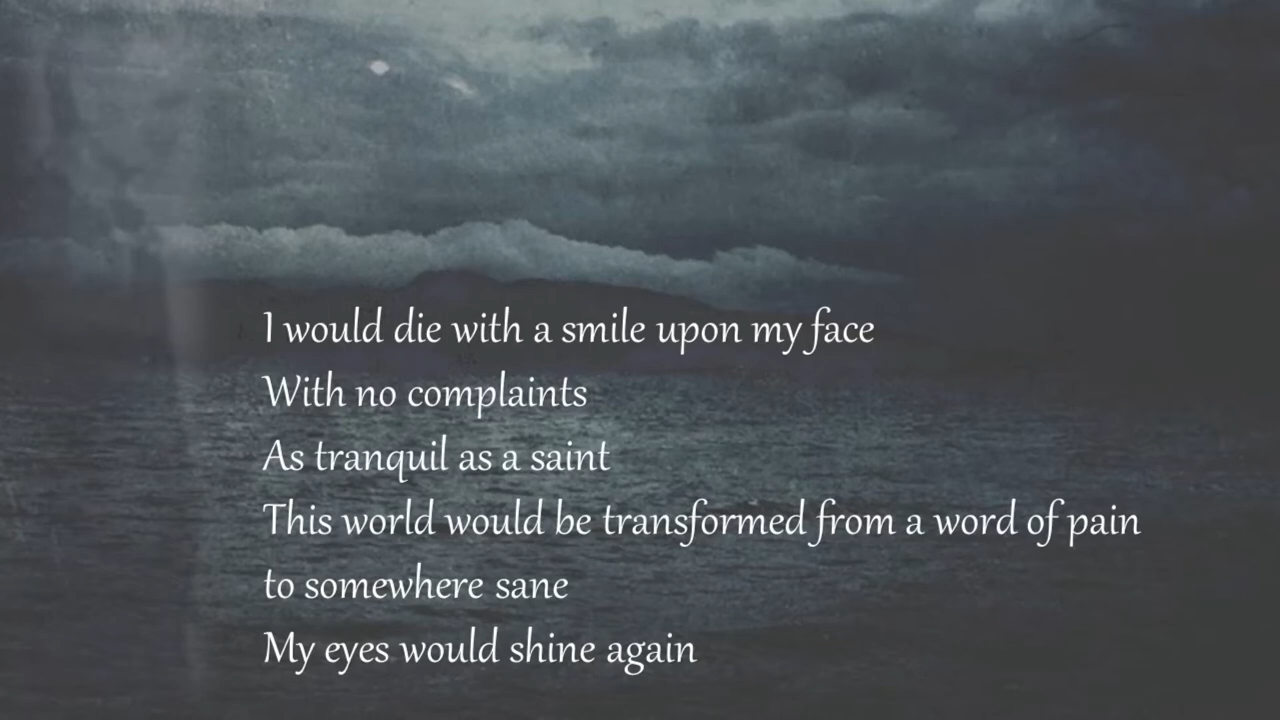 I would die with a smile upon my face
With no complaints
As tranquil as a saint
This world would be transformed from a word of pain
to somewhere sane
My eyes would shine again